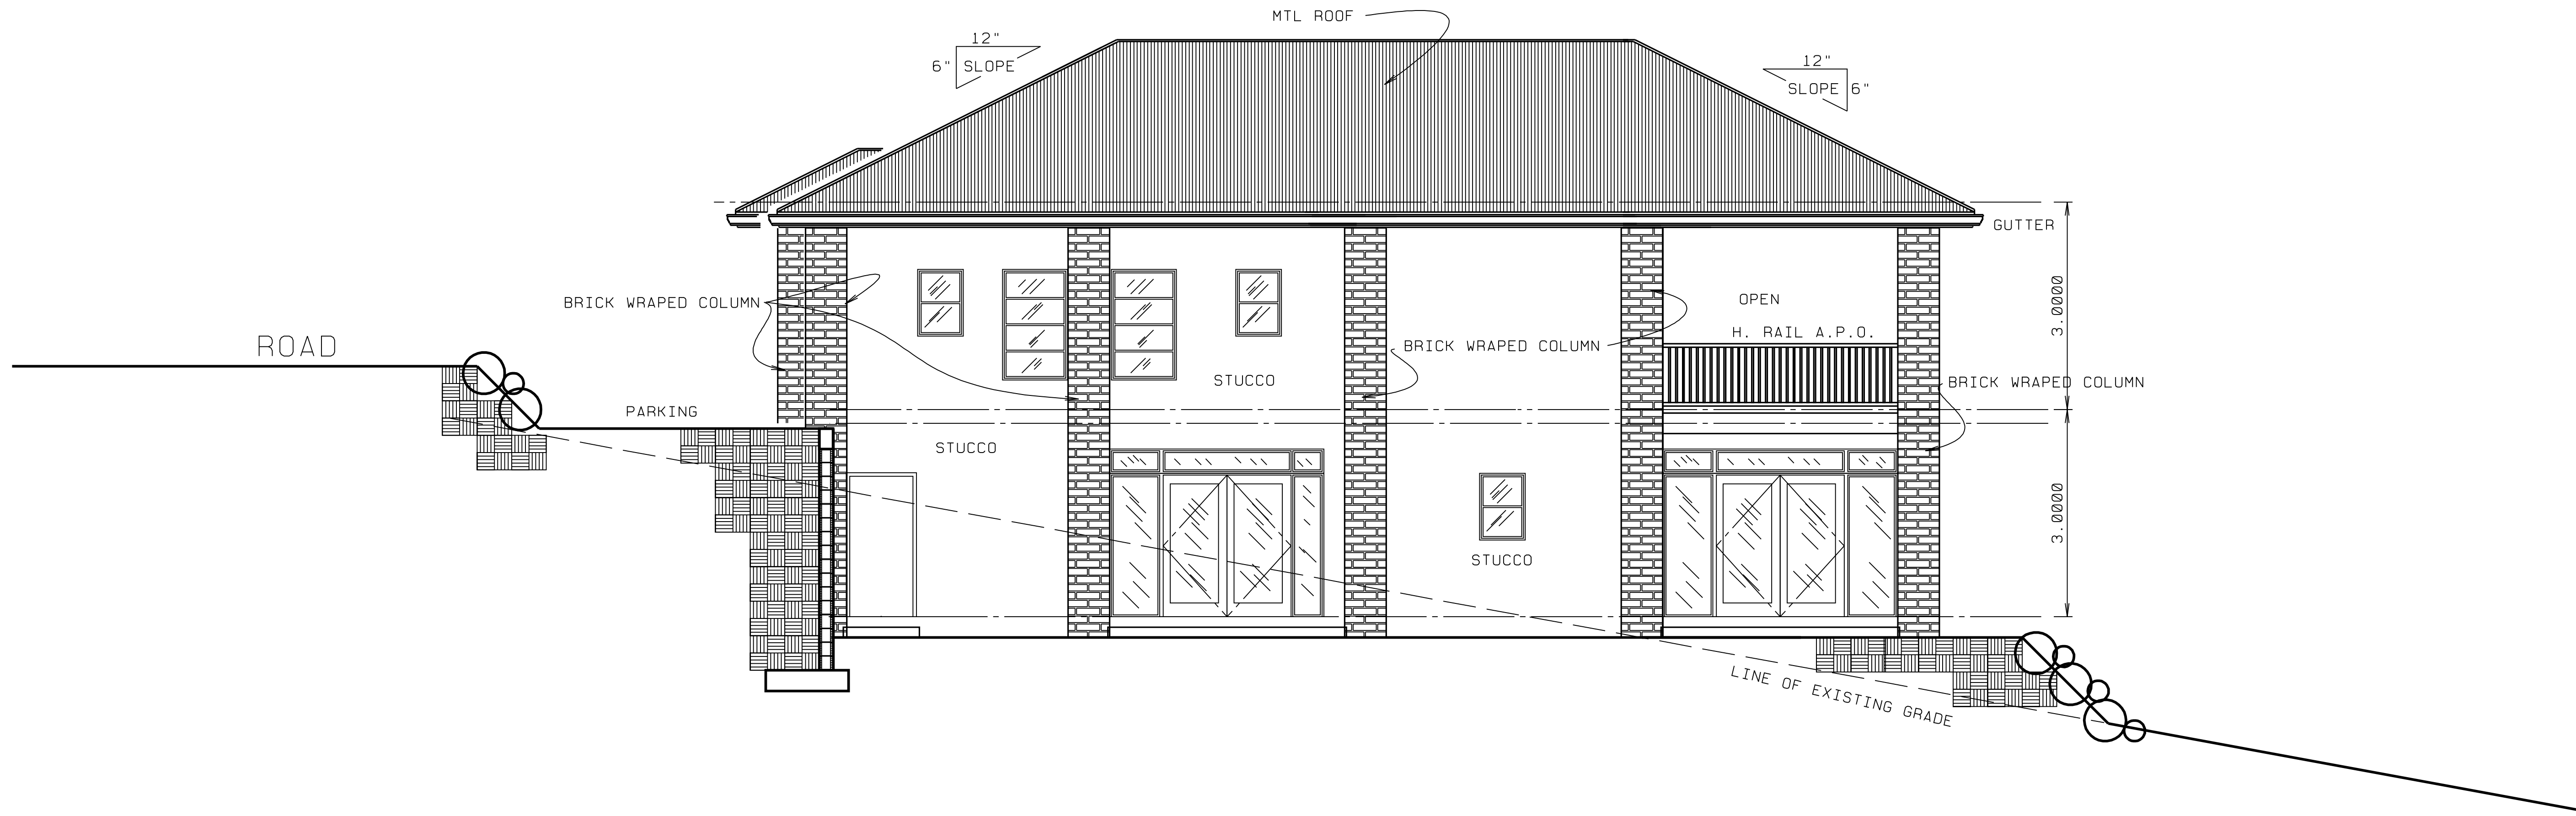 MTL ROOF
12"
6" SLOPE
12"
SLOPE 6"
GUTTER
3.0000
BRICK WRAPED COLUMN
OPEN
H. RAIL A.P.O.
ROAD
BRICK WRAPED COLUMN
STUCCO
BRICK WRAPED COLUMN
PARKING
STUCCO
3.0000
STUCCO
LINE OF EXISTING GRADE